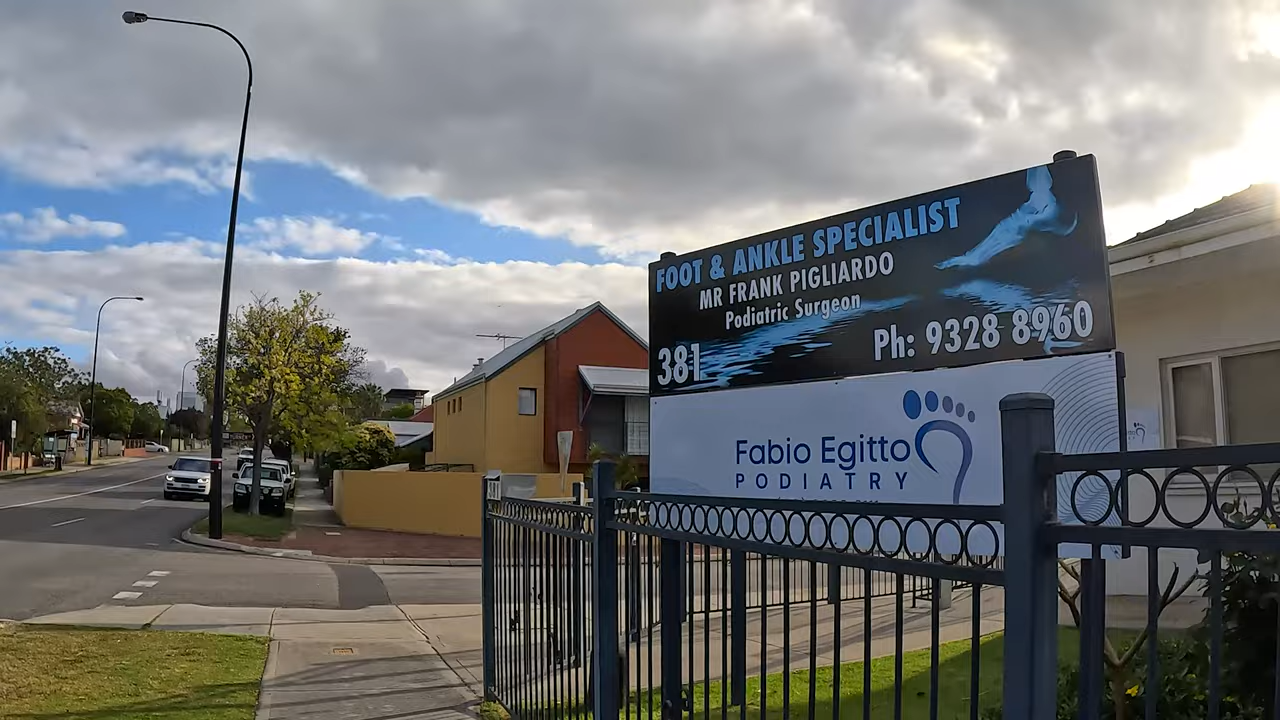 FOOT & ANKLE SPECIALIST
MR FRANK PIGLIARDO
Podiatric Surgeon
381
Ph: 9328 8960
Fabio Egitto
PODIATRY